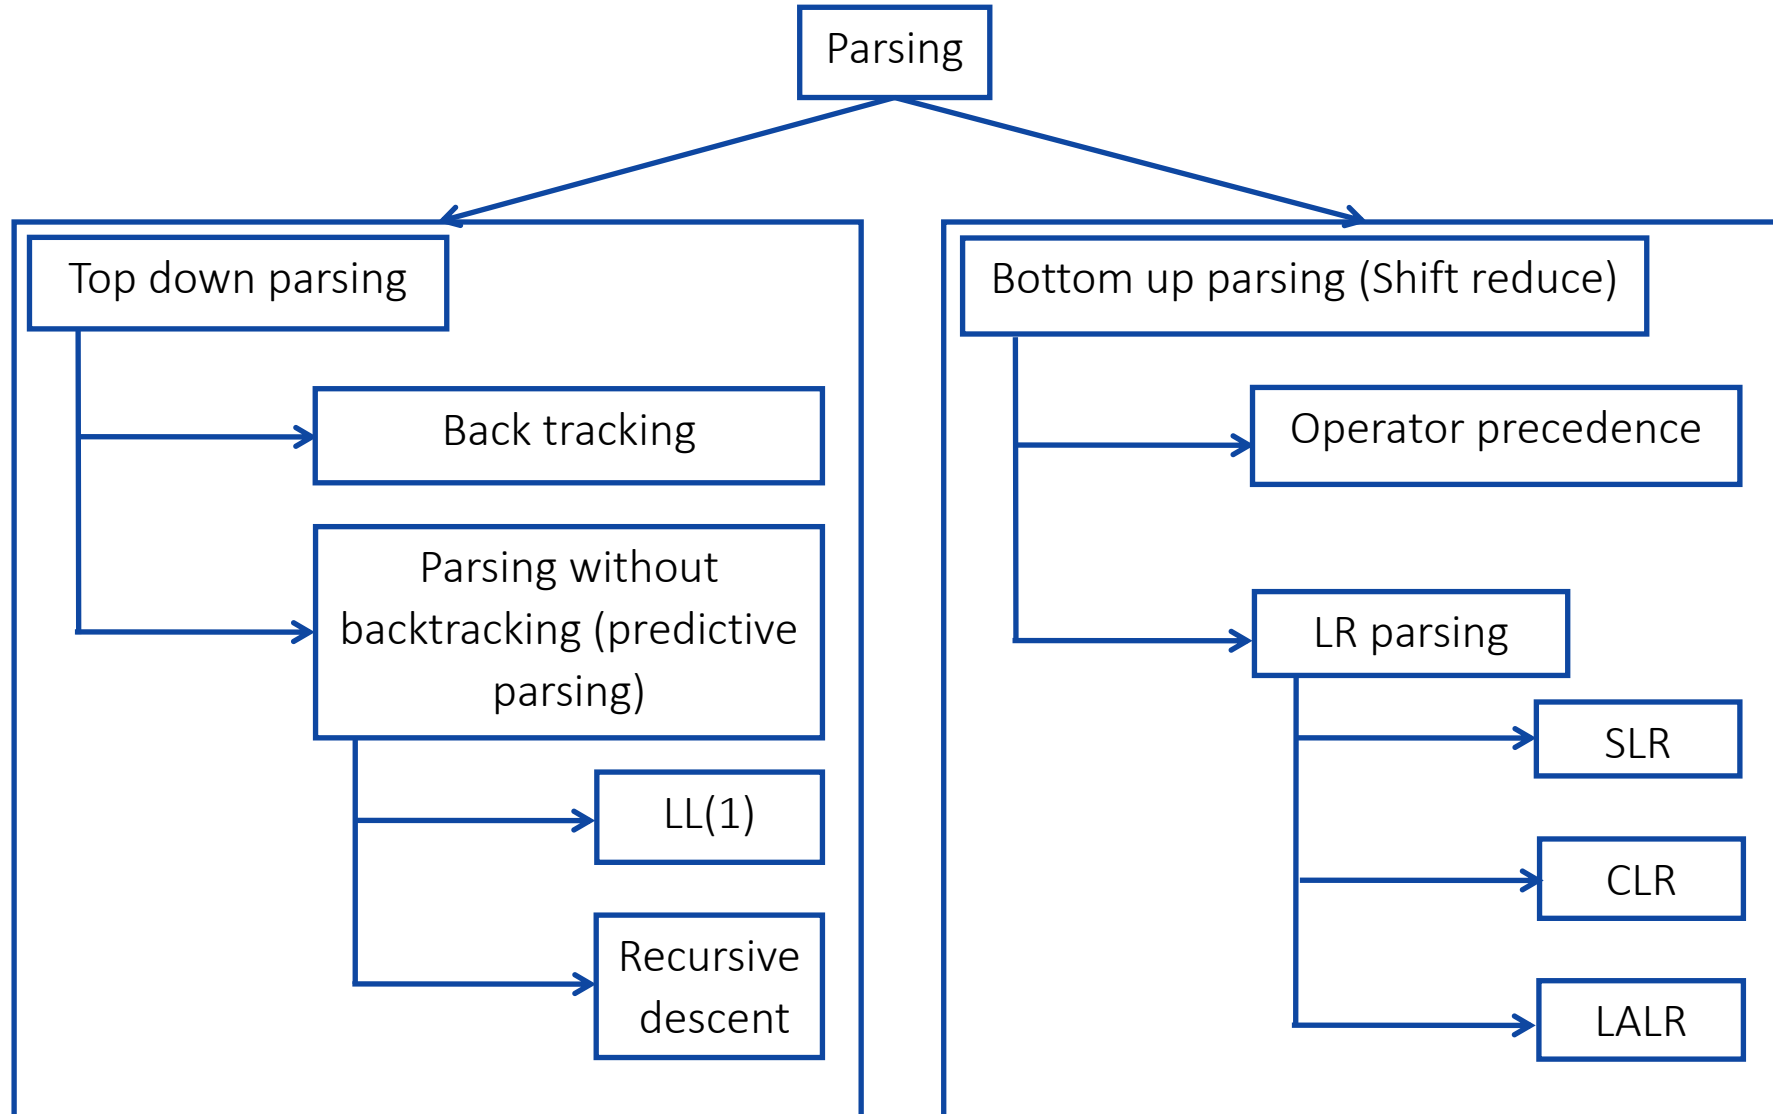 Parsing
Top down parsing
Back tracking
Parsing without
backtracking (predictive
parsing)
LL(1)
Recursive
descent
Bottom up parsing (Shift reduce)
Operator precedence
LR parsing
SLR
CLR
LALR